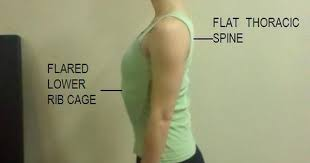 FLAT THORACIC
SPINE
FLARED
LOWER
RIB CAGE